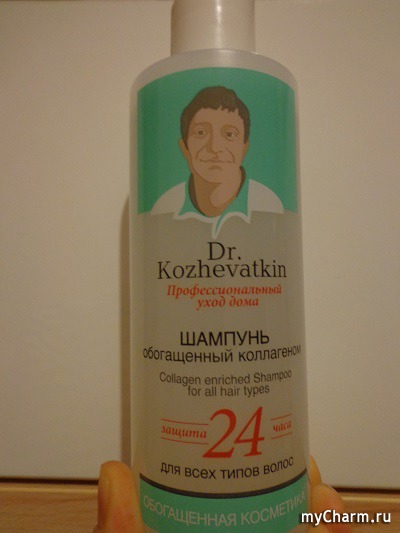 Dr.
Kozhevatkin
Профессиональный
уход дома
ШАМПУНЬ
обогащенный коллагеном
Collagen enriched Shampoo
for all hair types
защита 24 часа
для всех типов волос
ОБОГАЩЕННАЯ КОСМЕТИКА
myCharm.ru